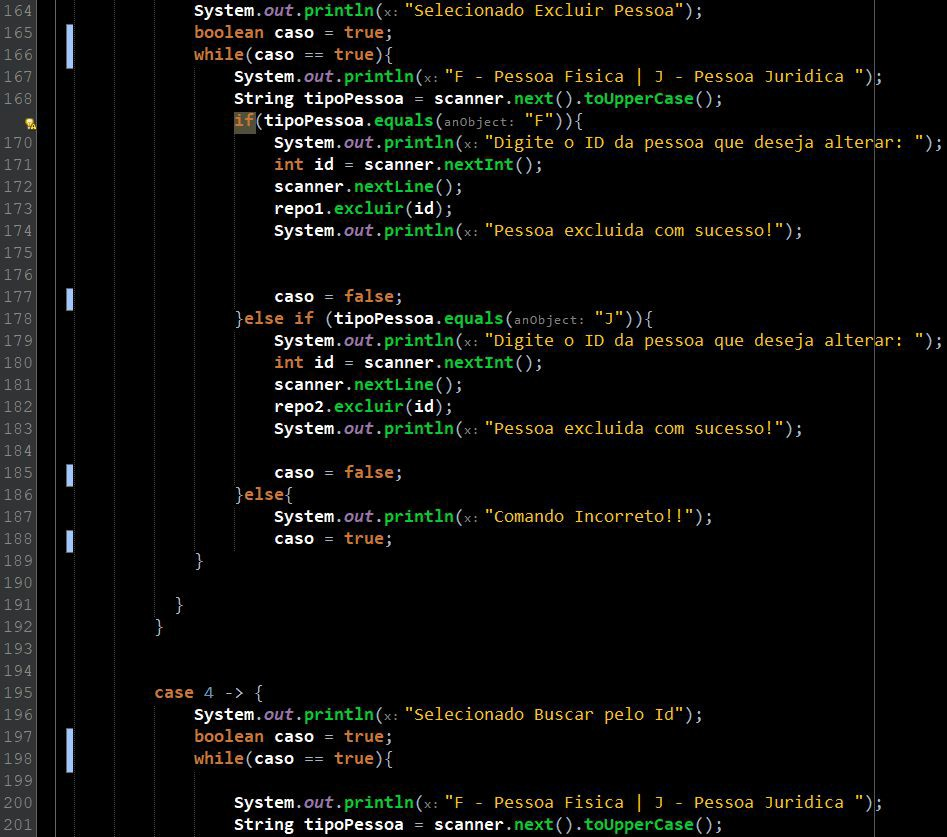 164 System.out.println(x: "Selecionado Excluir Pessoa");
165 boolean caso = true;
166 while(caso == true){
167 System.out.println(x: "F - Pessoa Fisica | J - Pessoa Juridica ");
168 String tipoPessoa = scanner.next().toUpperCase();
if(tipoPessoa.equals(anObject: "F")){
170 System.out.println(x: "Digite o ID da pessoa que deseja alterar: ");
171 int id = scanner.nextInt();
172 scanner.nextLine();
173 repo1.excluir(id);
174 System.out.println(x: "Pessoa excluida com sucesso!");
175
176
177 caso = false;
178 }else if (tipoPessoa.equals(anObject: "J")){
179 System.out.println(x: "Digite o ID da pessoa que deseja alterar: ");
180 int id = scanner.nextInt();
181 scanner.nextLine();
182 repo2.excluir(id);
183 System.out.println(x: "Pessoa excluida com sucesso!");
184
185 caso = false;
186 }else{
187 System.out.println(x: "Comando Incorreto!!");
188 caso = true;
189 }
190
191 }
192 }
193
194
195 case 4 -> {
196 System.out.println(x: "Selecionado Buscar pelo Id");
197 boolean caso = true;
198 while(caso == true){
199
200 System.out.println(x: "F - Pessoa Fisica | J - Pessoa Juridica ");
201 String tipoPessoa = scanner.next().toUpperCase();